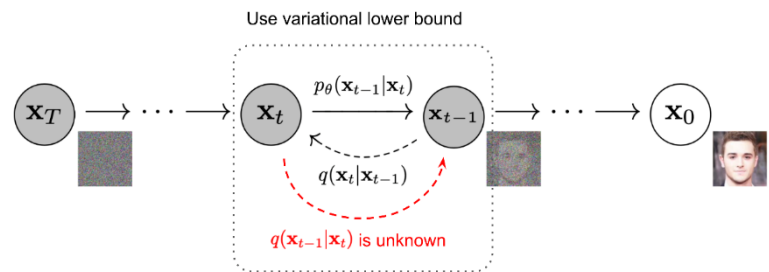 Use variational lower bound
p_θ(x_{t−1}|x_t)
x_T ⋯ x_t x_{t−1} ⋯ x_0
q(x_t|x_{t−1})
q(x_{t−1}|x_t) is unknown